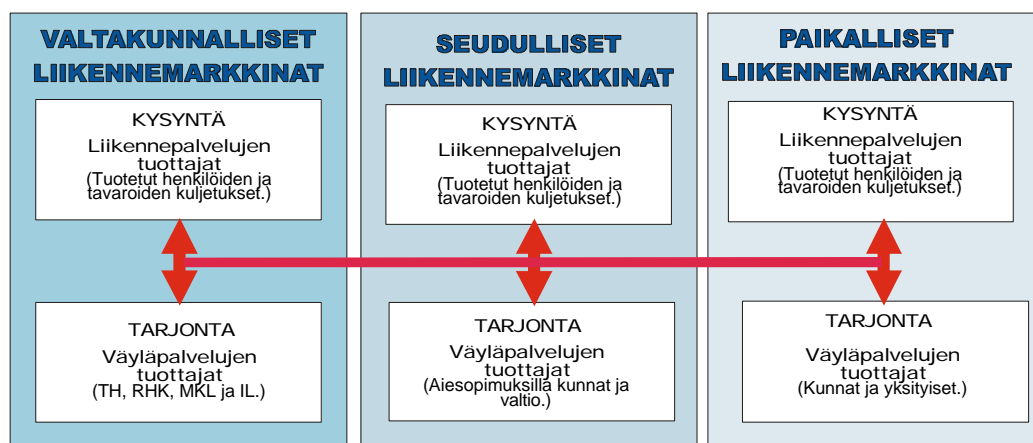 VALTAKUNNALLISET
LIIKENNEMARKKINAT
KYSYNTÄ
Liikennepalvelujen
tuottajat
(Tuotetut henkilöiden ja
tavaroiden kuljetukset.)
TARJONTA
Väyläpalvelujen
tuottajat
(TH, RHK, MKL ja IL.)
SEUDULLISET
LIIKENNEMARKKINAT
KYSYNTÄ
Liikennepalvelujen
tuottajat
(Tuotetut henkilöiden ja
tavaroiden kuljetukset.)
TARJONTA
Väyläpalvelujen
tuottajat
(Aiesopimuksilla kunnat ja
valtio.)
PAIKALLISET
LIIKENNEMARKKINAT
KYSYNTÄ
Liikennepalvelujen
tuottajat
(Tuotetut henkilöiden ja
tavaroiden kuljetukset.)
TARJONTA
Väyläpalvelujen
tuottajat
(Kunnat ja yksityiset.)